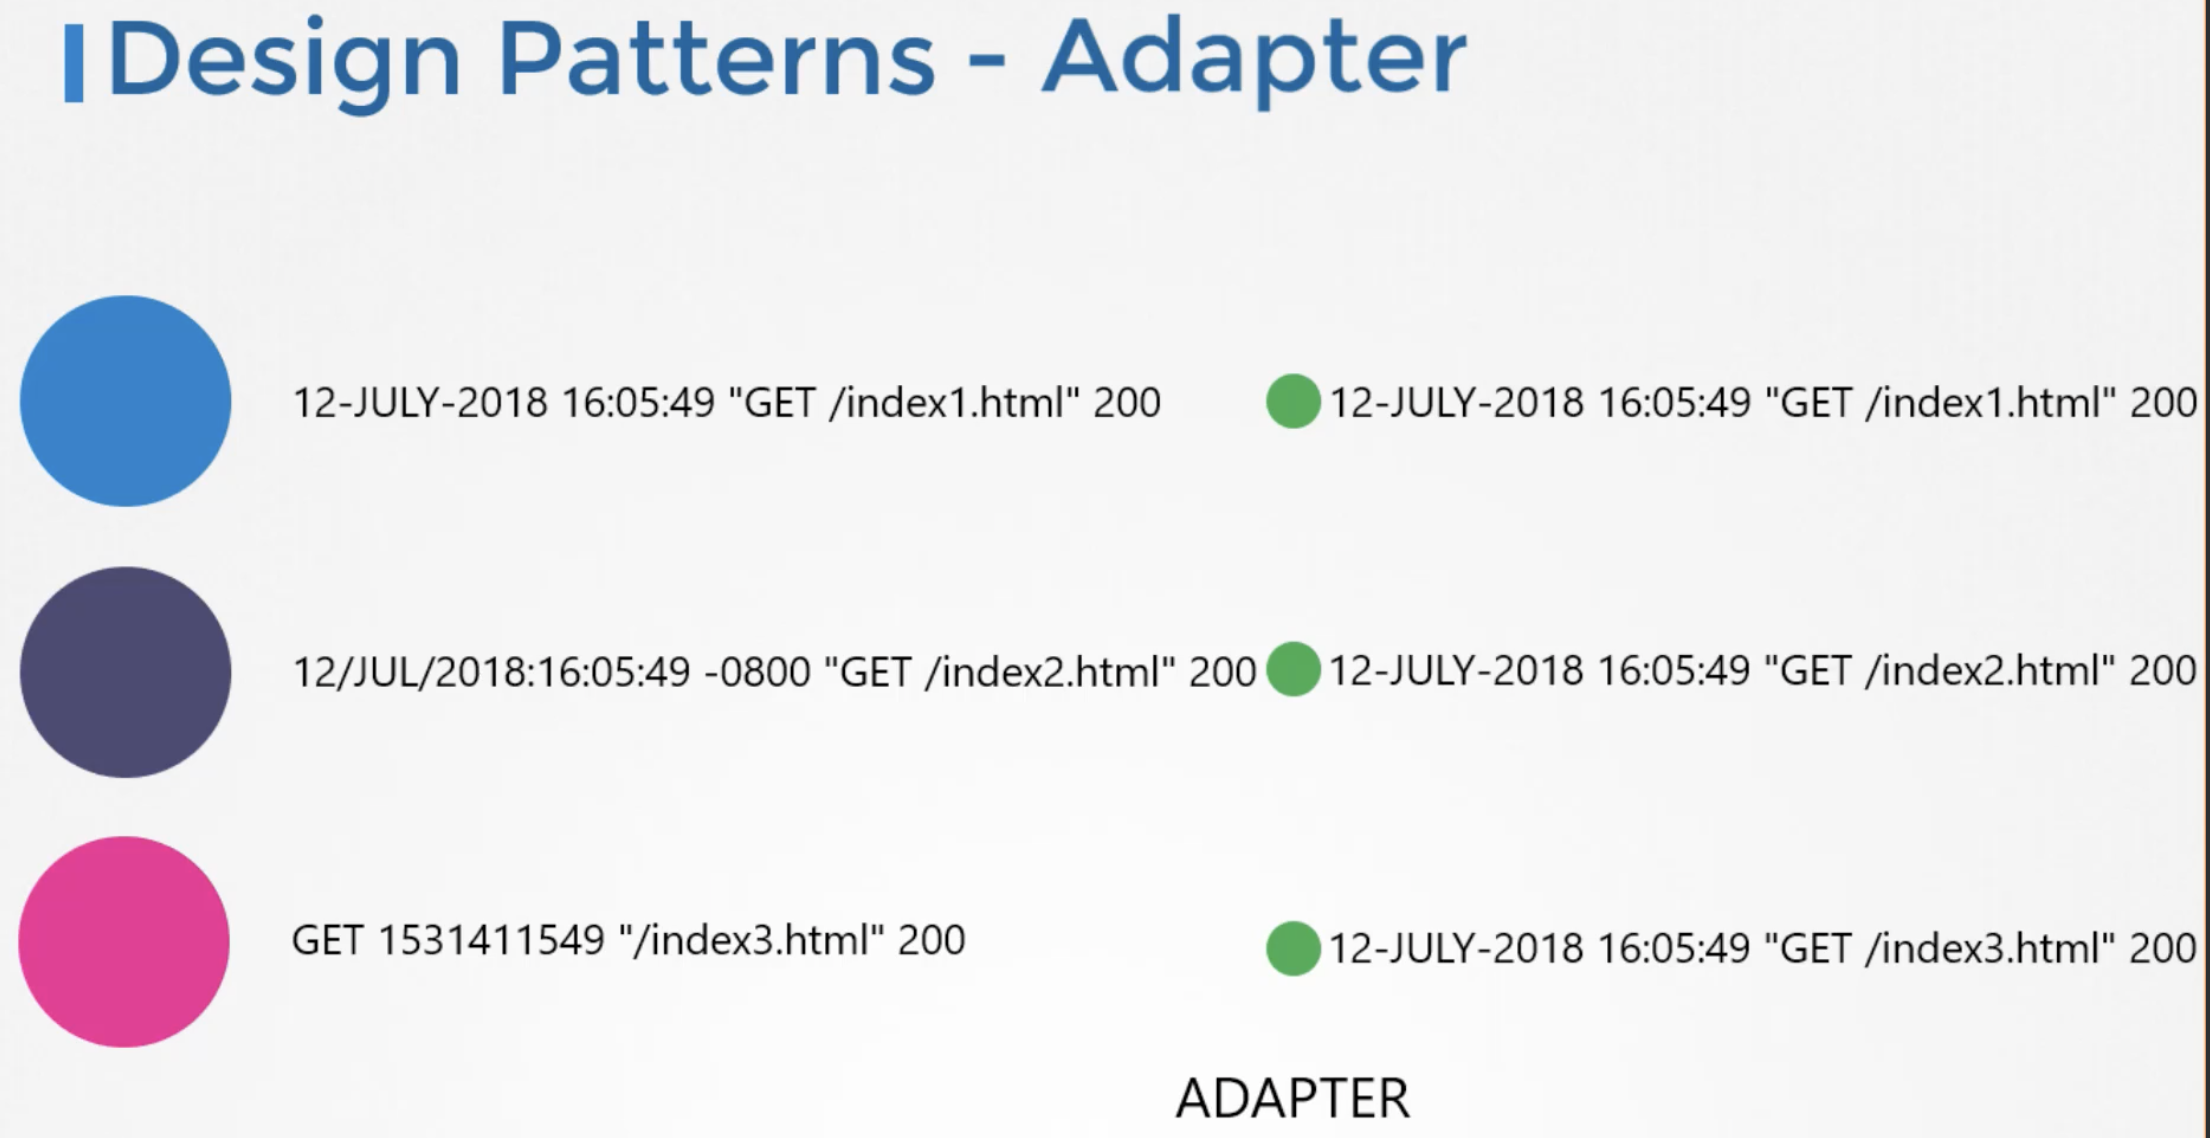 Design Patterns - Adapter
12-JULY-2018 16:05:49 "GET /index1.html" 200
12-JULY-2018 16:05:49 "GET /index1.html" 200
12/JUL/2018:16:05:49 -0800 "GET /index2.html" 200
12-JULY-2018 16:05:49 "GET /index2.html" 200
GET 1531411549 "/index3.html" 200
12-JULY-2018 16:05:49 "GET /index3.html" 200
ADAPTER